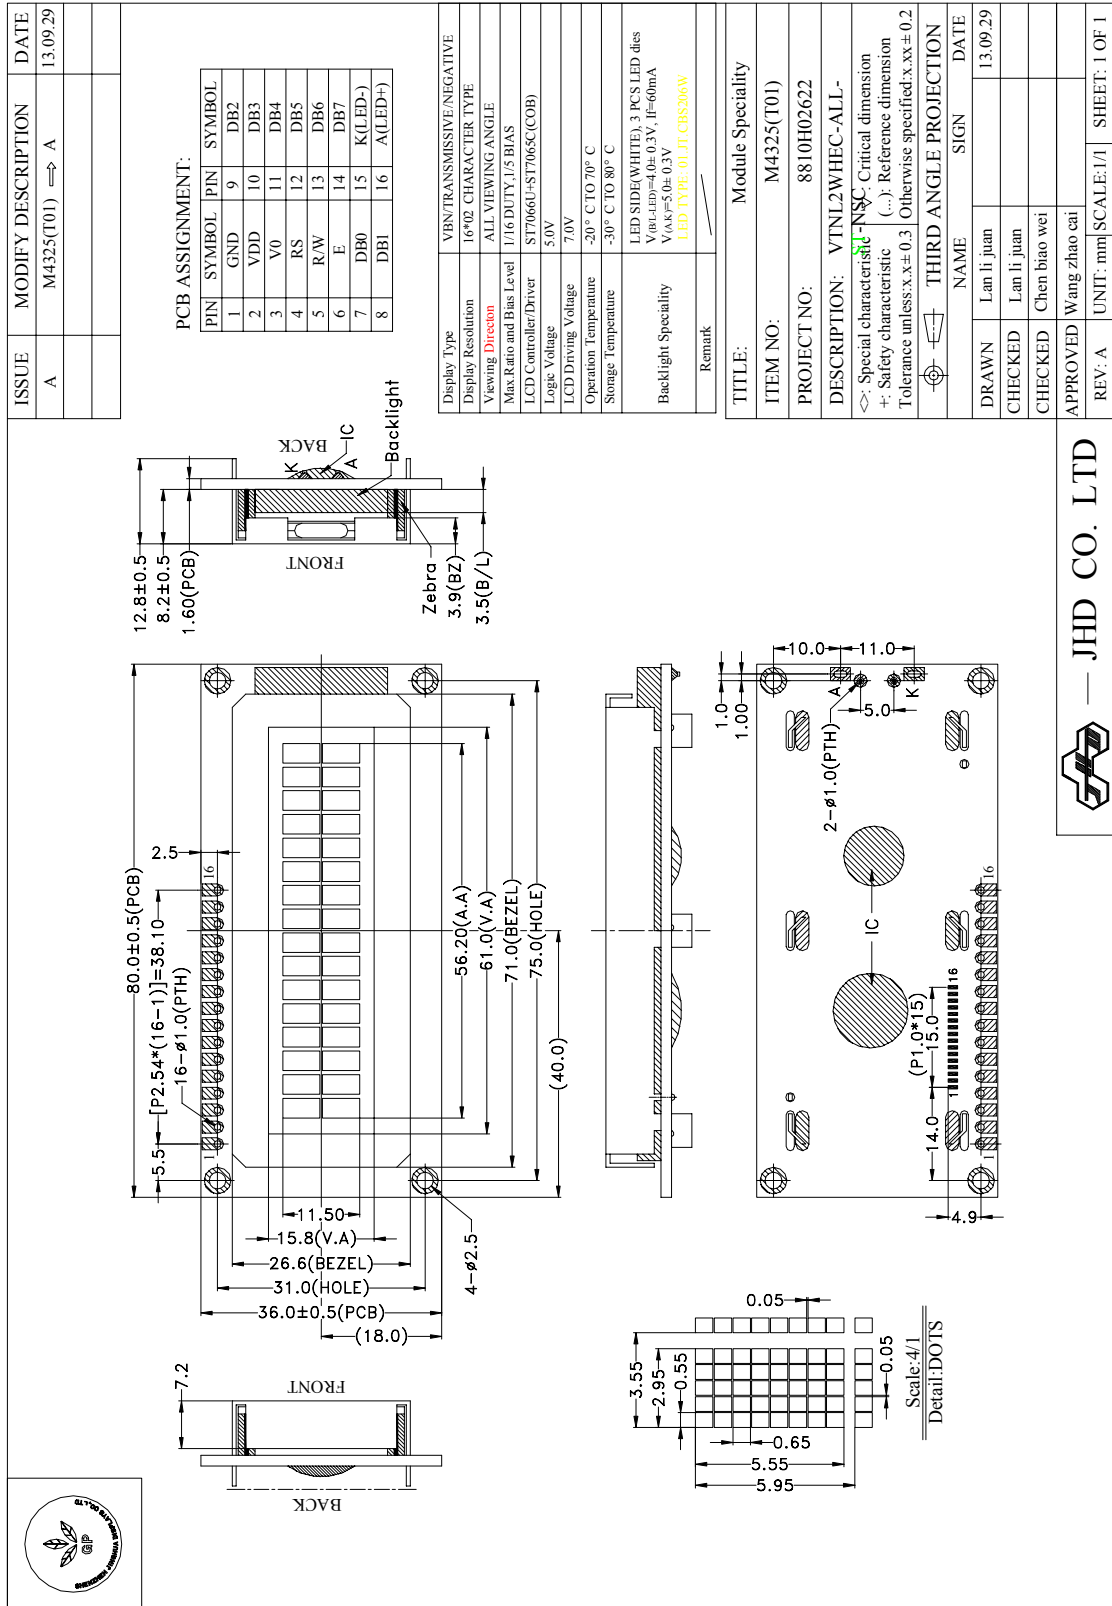 ISSUE MODIFY DESCRIPTION DATE
A M4325(T01) ⇒ A 13.09.29
PCB ASSIGNMENT:
PIN SYMBOL PIN SYMBOL
1 GND 9 DB2
2 VDD 10 DB3
3 V0 11 DB4
4 RS 12 DB5
5 R/W 13 DB6
6 E 14 DB7
7 DB0 15 K(LED-)
8 DB1 16 A(LED+)
Display Type VBN/TRANSMISSIVE/NEGATIVE
Display Resolution 16*02 CHARACTER TYPE
Viewing Directon ALL VIEWING ANGLE
Max.Ratio and Bias Level 1/16 DUTY,1/5 BIAS
LCD Controller/Driver ST7066U+ST7065C(COB)
Logic Voltage 5.0V
LCD Driving Voltage 7.0V
Operation Temperature -20° C TO 70° C
Storage Temperature -30° C TO 80° C
Backlight Speciality
LED SIDE(WHITE), 3 PCS LED dies
V(B/L-LED)=4.0± 0.3V, If=60mA
V(A.K)=5.0± 0.3V
Remark
TITLE: Module Speciality
ITEM NO: M4325(T01)
PROJECT NO: 8810H02622
DESCRIPTION: VTNL2WHEC-ALL-
ST-NSC
<>: Special characteristic ▽: Critical dimension
+: Safety characteristic (...): Reference dimension
Tolerance unless:x.x± 0.3 Otherwise specified:x.xx± 0.2
THIRD ANGLE PROJECTION
NAME SIGN DATE
DRAWN Lan li juan 13.09.29
CHECKED Lan li juan
CHECKED Chen biao wei
APPROVED Wang zhao cai
REV: A UNIT: mm SCALE:1/1 SHEET: 1 OF 1
JHD CO. LTD
12.8±0.5
8.2±0.5
1.60(PCB)
BACK
K
IC
A
Backlight
FRONT
Zebra
3.9(BZ)
3.5(B/L)
80.0±0.5(PCB)
5.5
[P2.54*(16-1)]=38.10
2.5
16-ø1.0(PTH)
1
16
56.20(A.A)
61.0(V.A)
71.0(BEZEL)
75.0(HOLE)
(40.0)
11.50
15.8(V.A)
26.6(BEZEL)
31.0(HOLE)
36.0±0.5(PCB)
(18.0)
4-ø2.5
7.2
FRONT
BACK
10.0
11.0
1.0
1.00
A
K
5.0
2-ø1.0(PTH)
IC
(P1.0*15)
15.0
14.0
1
16
1
16
4.9
0.05
3.55
2.95
0.55
0.05
0.65
5.55
5.95
Scale:4/1
Detail:DOTS
GP